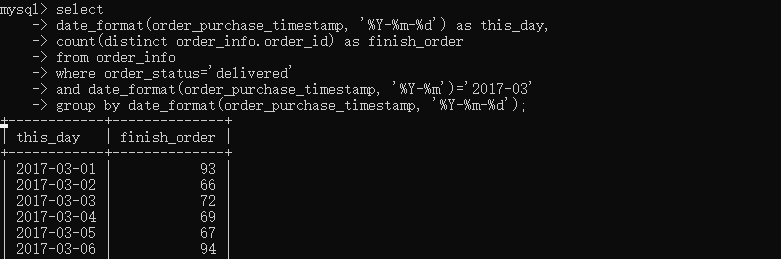 mysql> select
    -> date_format(order_purchase_timestamp, '%Y-%m-%d') as this_day,
    -> count(distinct order_info.order_id) as finish_order
    -> from order_info
    -> where order_status='delivered'
    -> and date_format(order_purchase_timestamp, '%Y-%m')='2017-03'
    -> group by date_format(order_purchase_timestamp, '%Y-%m-%d');
+------------+--------------+
| this_day   | finish_order |
+------------+--------------+
| 2017-03-01 |           93 |
| 2017-03-02 |           66 |
| 2017-03-03 |           72 |
| 2017-03-04 |           69 |
| 2017-03-05 |           67 |
| 2017-03-06 |           94 |